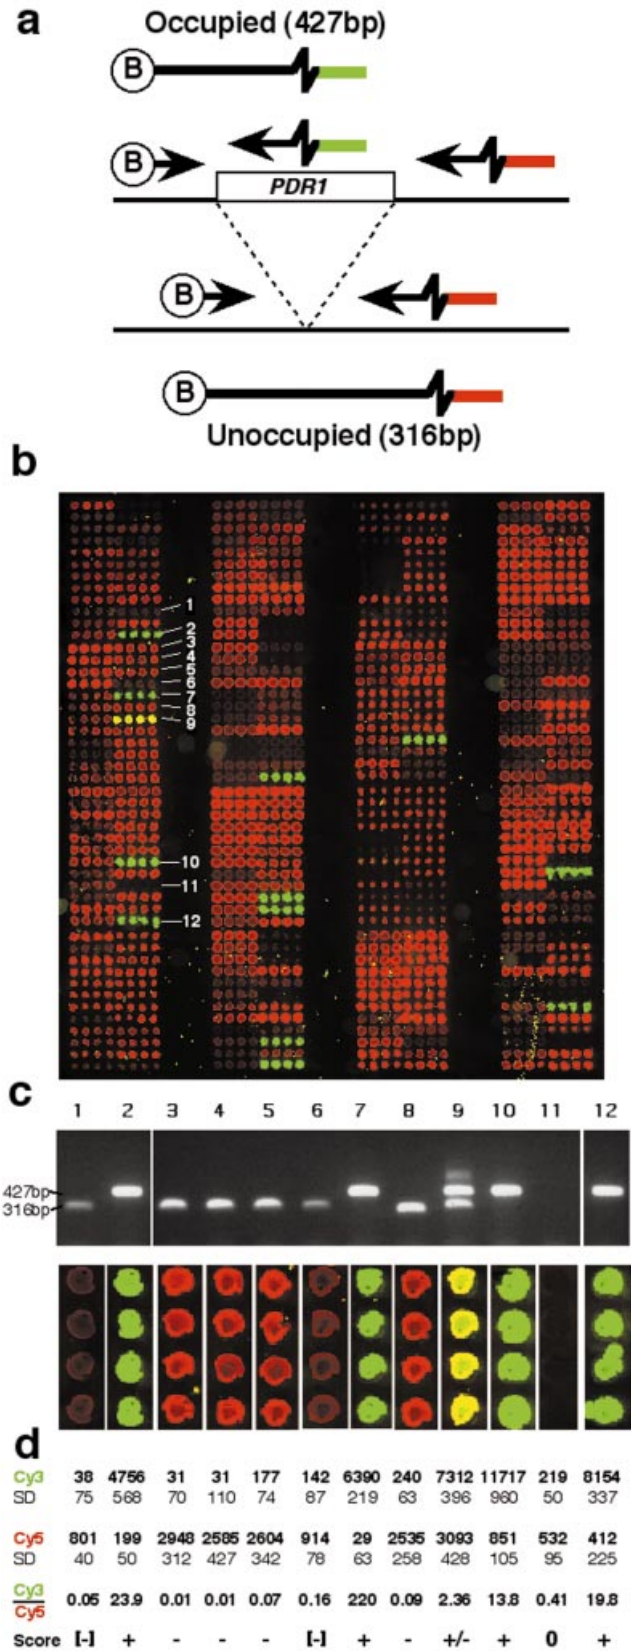 a
Occupied (427bp)
B
B
PDR1
B
B
Unoccupied (316bp)
b
1
2
3
4
5
6
7
8
9
10
11
12
c
1 2 3 4 5 6 7 8 9 10 11 12
427bp
316bp
d
Cy3 38 4756 31 31 177 142 6390 240 7312 11717 219 8154
SD 75 568 70 110 74 87 219 63 396 960 50 337
Cy5 801 199 2948 2585 2604 914 29 2535 3093 851 532 412
SD 40 50 312 427 342 78 63 258 428 105 95 225
Cy3
Cy5 0.05 23.9 0.01 0.01 0.07 0.16 220 0.09 2.36 13.8 0.41 19.8
Score [-] + - - - [-] + - +/- + 0 +